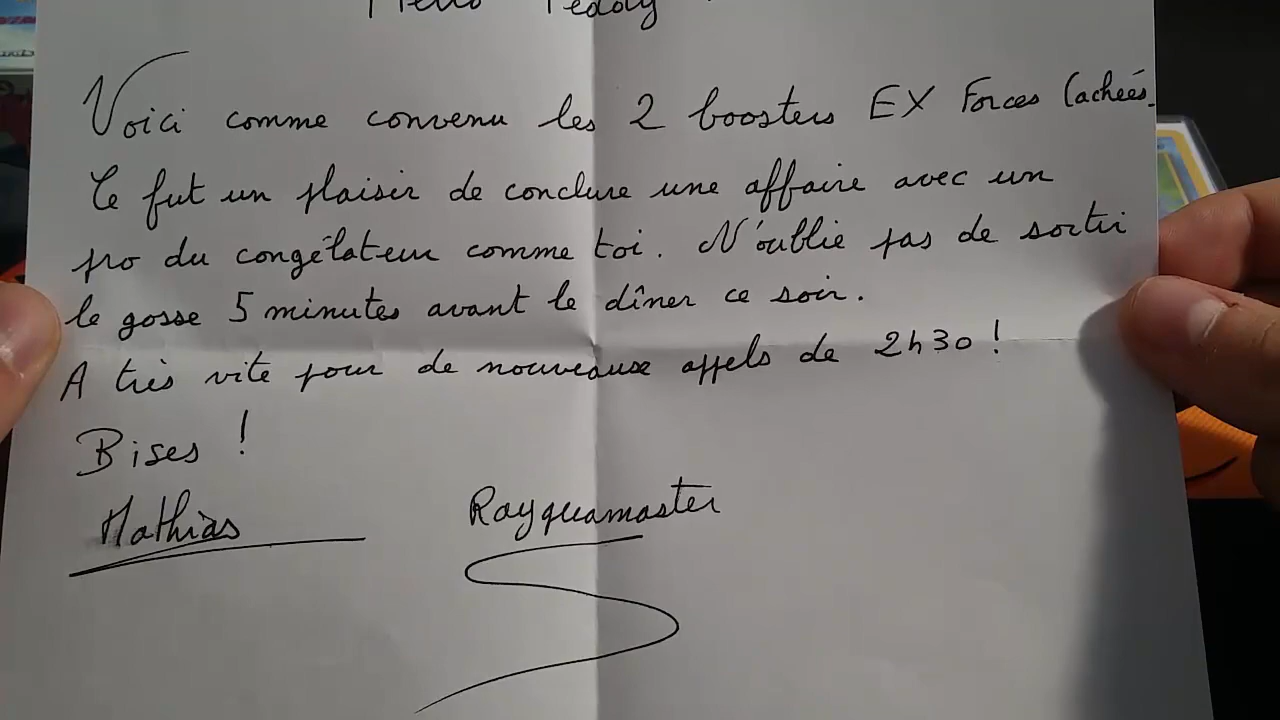 Hello Teddy
Voici comme convenu les 2 boosters EX Forces Cachées.
Ce fut un plaisir de conclure une affaire avec un
pro du congélateur comme toi. N'oublie pas de sortir
le gosse 5 minutes avant le dîner ce soir.
A très vite pour de nouveaux appels de 2h30 !
Bises !
Mathias
Rayquamaster